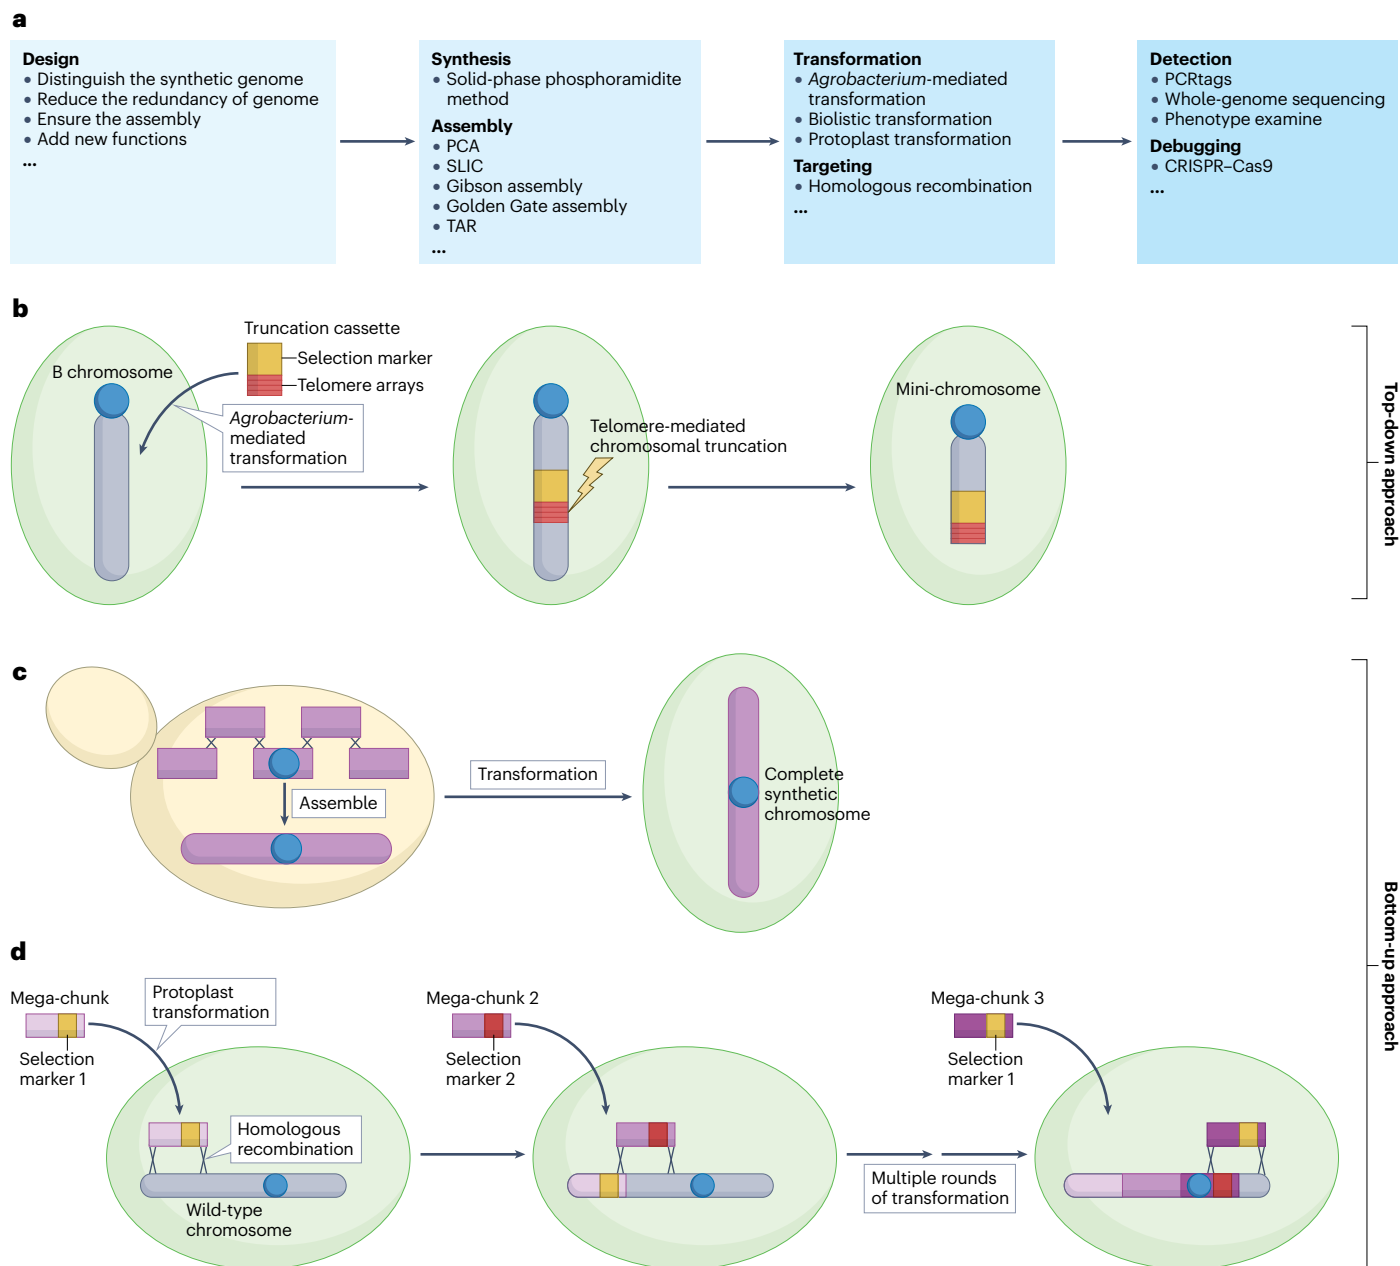 a
Design
• Distinguish the synthetic genome
• Reduce the redundancy of genome
• Ensure the assembly
• Add new functions
...
Synthesis
• Solid-phase phosphoramidite
method
Assembly
• PCA
• SLIC
• Gibson assembly
• Golden Gate assembly
• TAR
...
Transformation
• Agrobacterium-mediated
transformation
• Biolistic transformation
• Protoplast transformation
Targeting
• Homologous recombination
...
Detection
• PCRtags
• Whole-genome sequencing
• Phenotype examine
Debugging
• CRISPR–Cas9
...
b
B chromosome
Truncation cassette
Selection marker
Telomere arrays
Agrobacterium-
mediated
transformation
Telomere-mediated
chromosomal truncation
Mini-chromosome
Top-down approach
c
Assemble
Transformation
Complete
synthetic
chromosome
Bottom-up approach
d
Mega-chunk
Selection
marker 1
Protoplast
transformation
Homologous
recombination
Wild-type
chromosome
Mega-chunk 2
Selection
marker 2
Multiple rounds
of transformation
Mega-chunk 3
Selection
marker 1